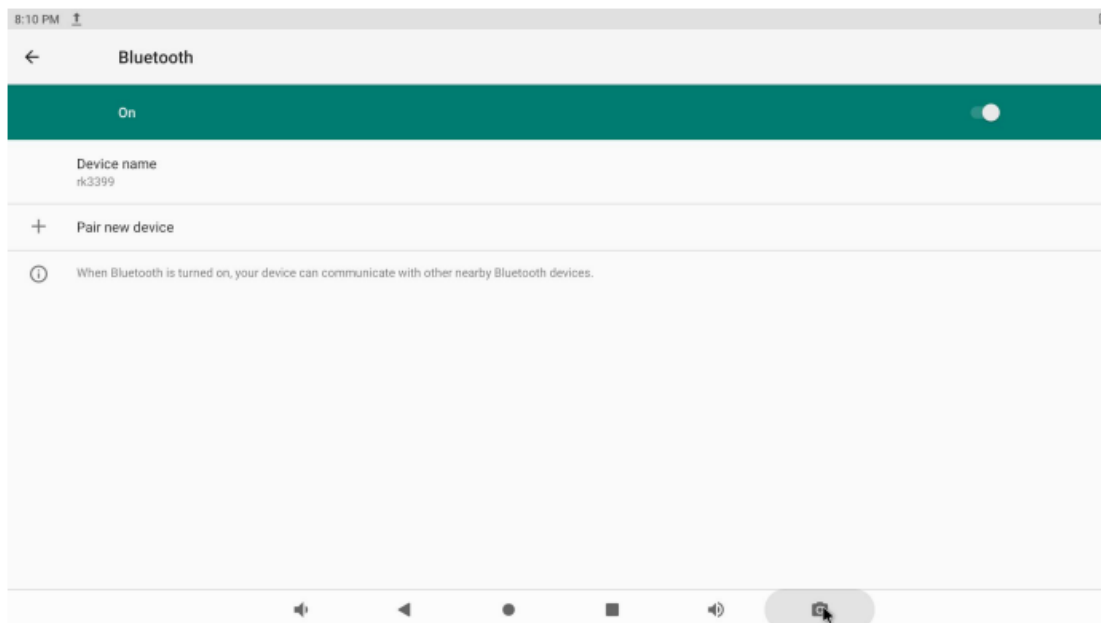 8:10 PM
Bluetooth
On
Device name
rk3399
Pair new device
When Bluetooth is turned on, your device can communicate with other nearby Bluetooth devices.